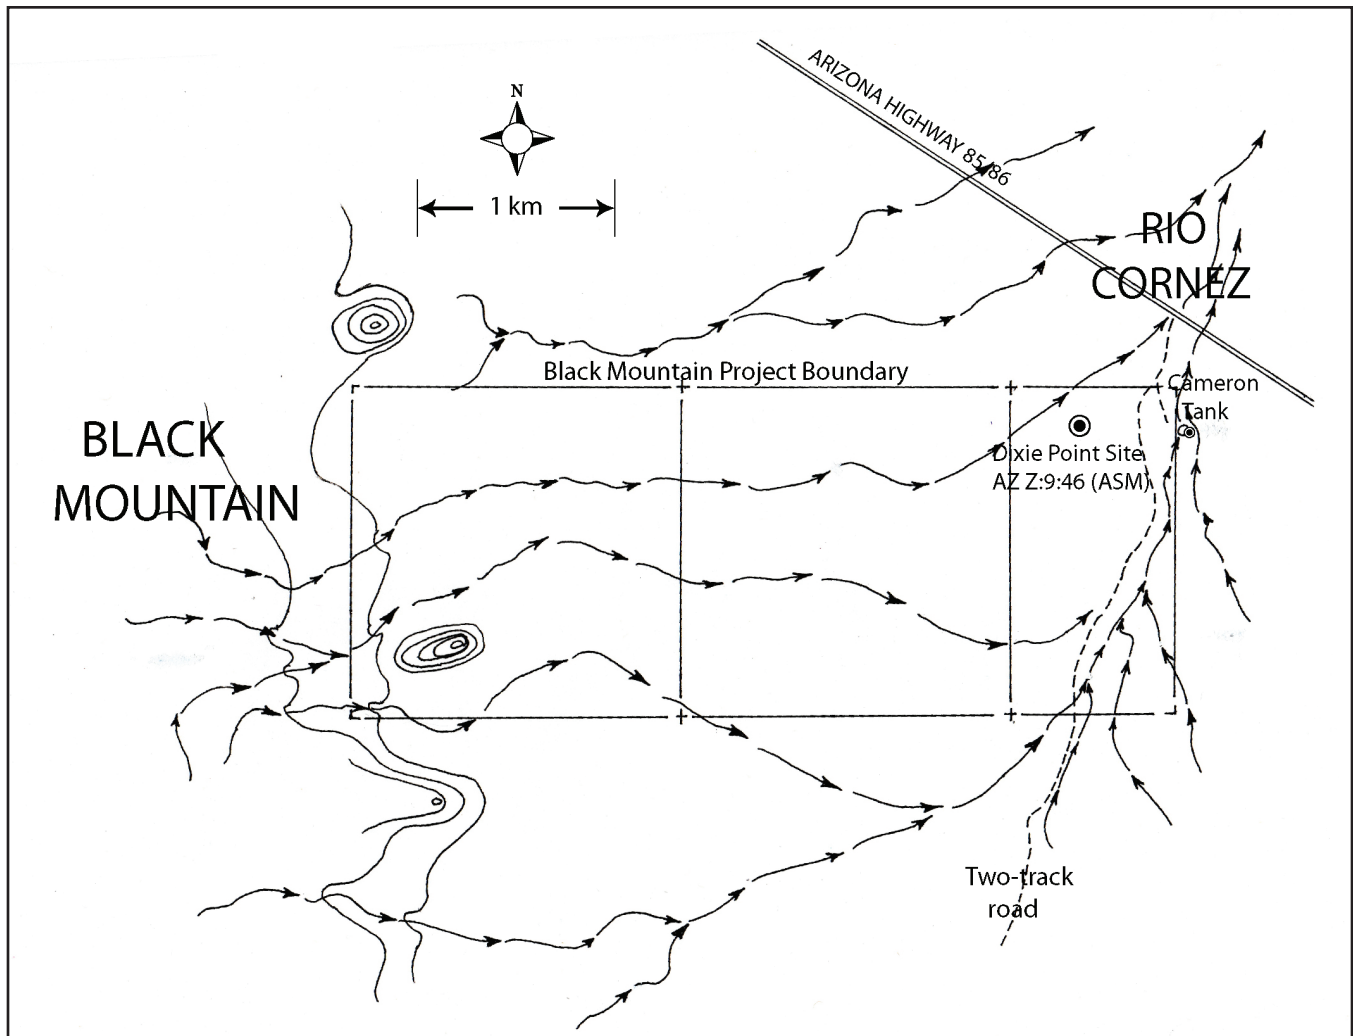 ARIZONA HIGHWAY 85/86
N
1 km
RIO
CORNEZ
Black Mountain Project Boundary
Cameron
Tank
BLACK
MOUNTAIN
Dixie Point Site
AZ Z:9:46 (ASM)
Two-track
road